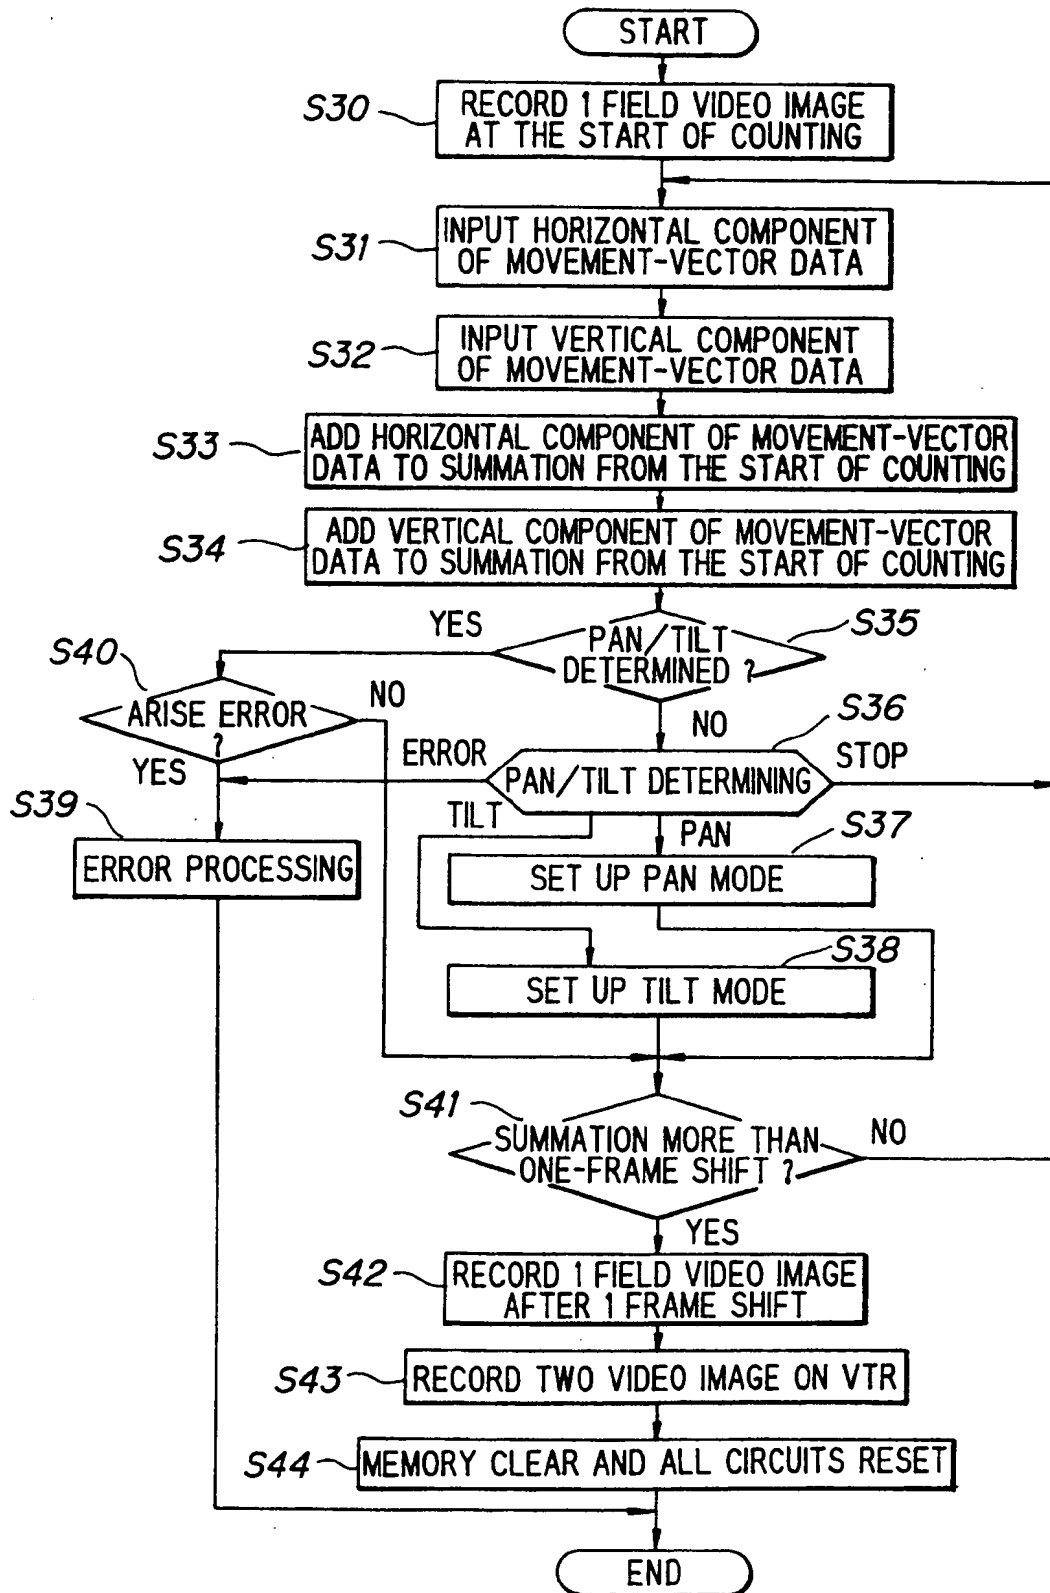 START
S30
RECORD 1 FIELD VIDEO IMAGE
AT THE START OF COUNTING
S31
INPUT HORIZONTAL COMPONENT
OF MOVEMENT-VECTOR DATA
S32
INPUT VERTICAL COMPONENT
OF MOVEMENT-VECTOR DATA
S33
ADD HORIZONTAL COMPONENT OF MOVEMENT-VECTOR
DATA TO SUMMATION FROM THE START OF COUNTING
S34
ADD VERTICAL COMPONENT OF MOVEMENT-VECTOR
DATA TO SUMMATION FROM THE START OF COUNTING
YES
S35
PAN/TILT
DETERMINED ?
S40
ARISE ERROR
?
NO
YES
NO
S36
ERROR
PAN/TILT DETERMINING
STOP
S39
ERROR PROCESSING
TILT
PAN
S37
SET UP PAN MODE
S38
SET UP TILT MODE
S41
SUMMATION MORE THAN
ONE-FRAME SHIFT ?
NO
YES
S42
RECORD 1 FIELD VIDEO IMAGE
AFTER 1 FRAME SHIFT
S43
RECORD TWO VIDEO IMAGE ON VTR
S44
MEMORY CLEAR AND ALL CIRCUITS RESET
END